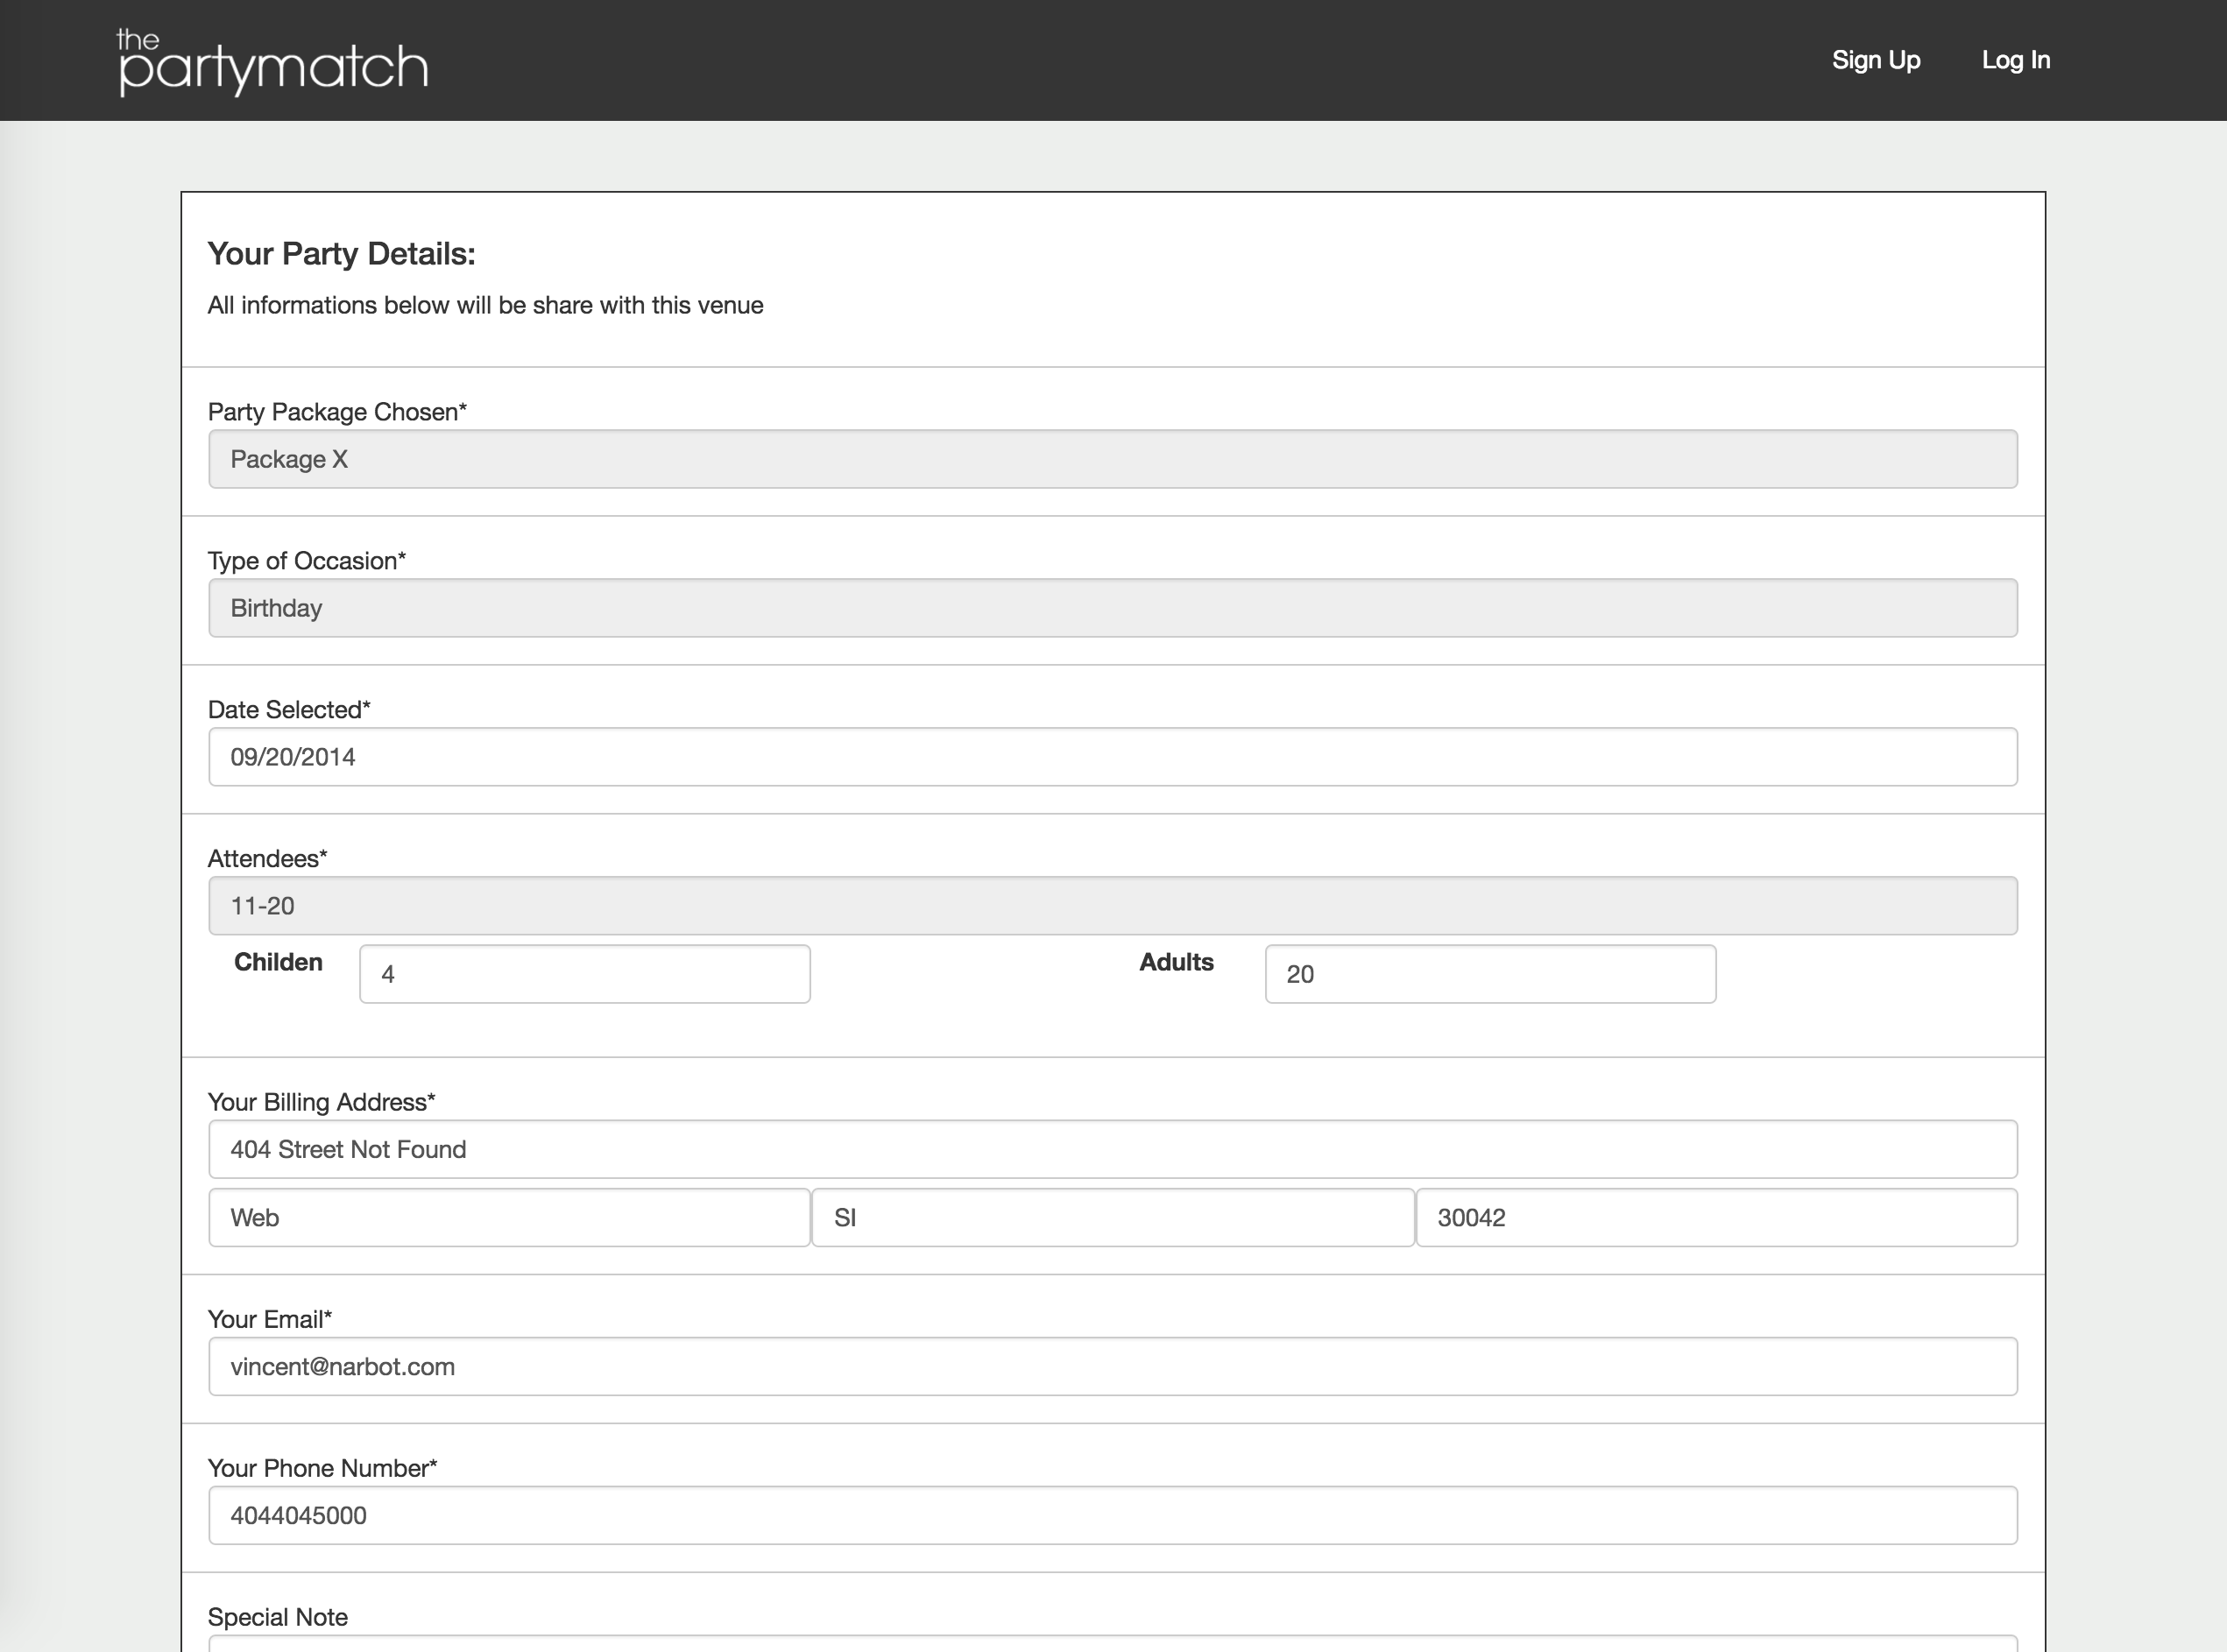 the
partymatch
Sign Up Log In
Your Party Details:
All informations below will be share with this venue
Party Package Chosen*
Package X
Type of Occasion*
Birthday
Date Selected*
09/20/2014
Attendees*
11-20
Childen 4 Adults 20
Your Billing Address*
404 Street Not Found
Web SI 30042
Your Email*
vincent@narbot.com
Your Phone Number*
4044045000
Special Note